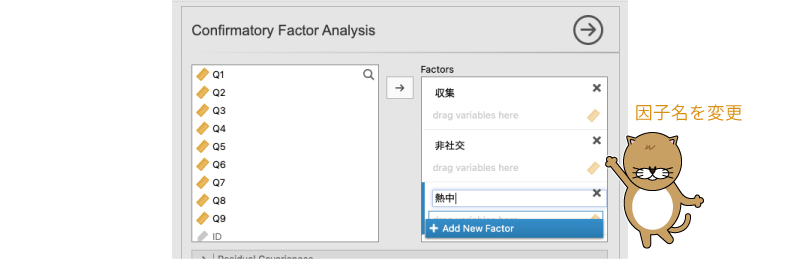 Confirmatory Factor Analysis
Q1
Q2
Q3
Q4
Q5
Q6
Q7
Q8
Q9
ID
Factors
収集
drag variables here
非社交
drag variables here
熱中
Add New Factor
因子名を変更
Residual Covariances